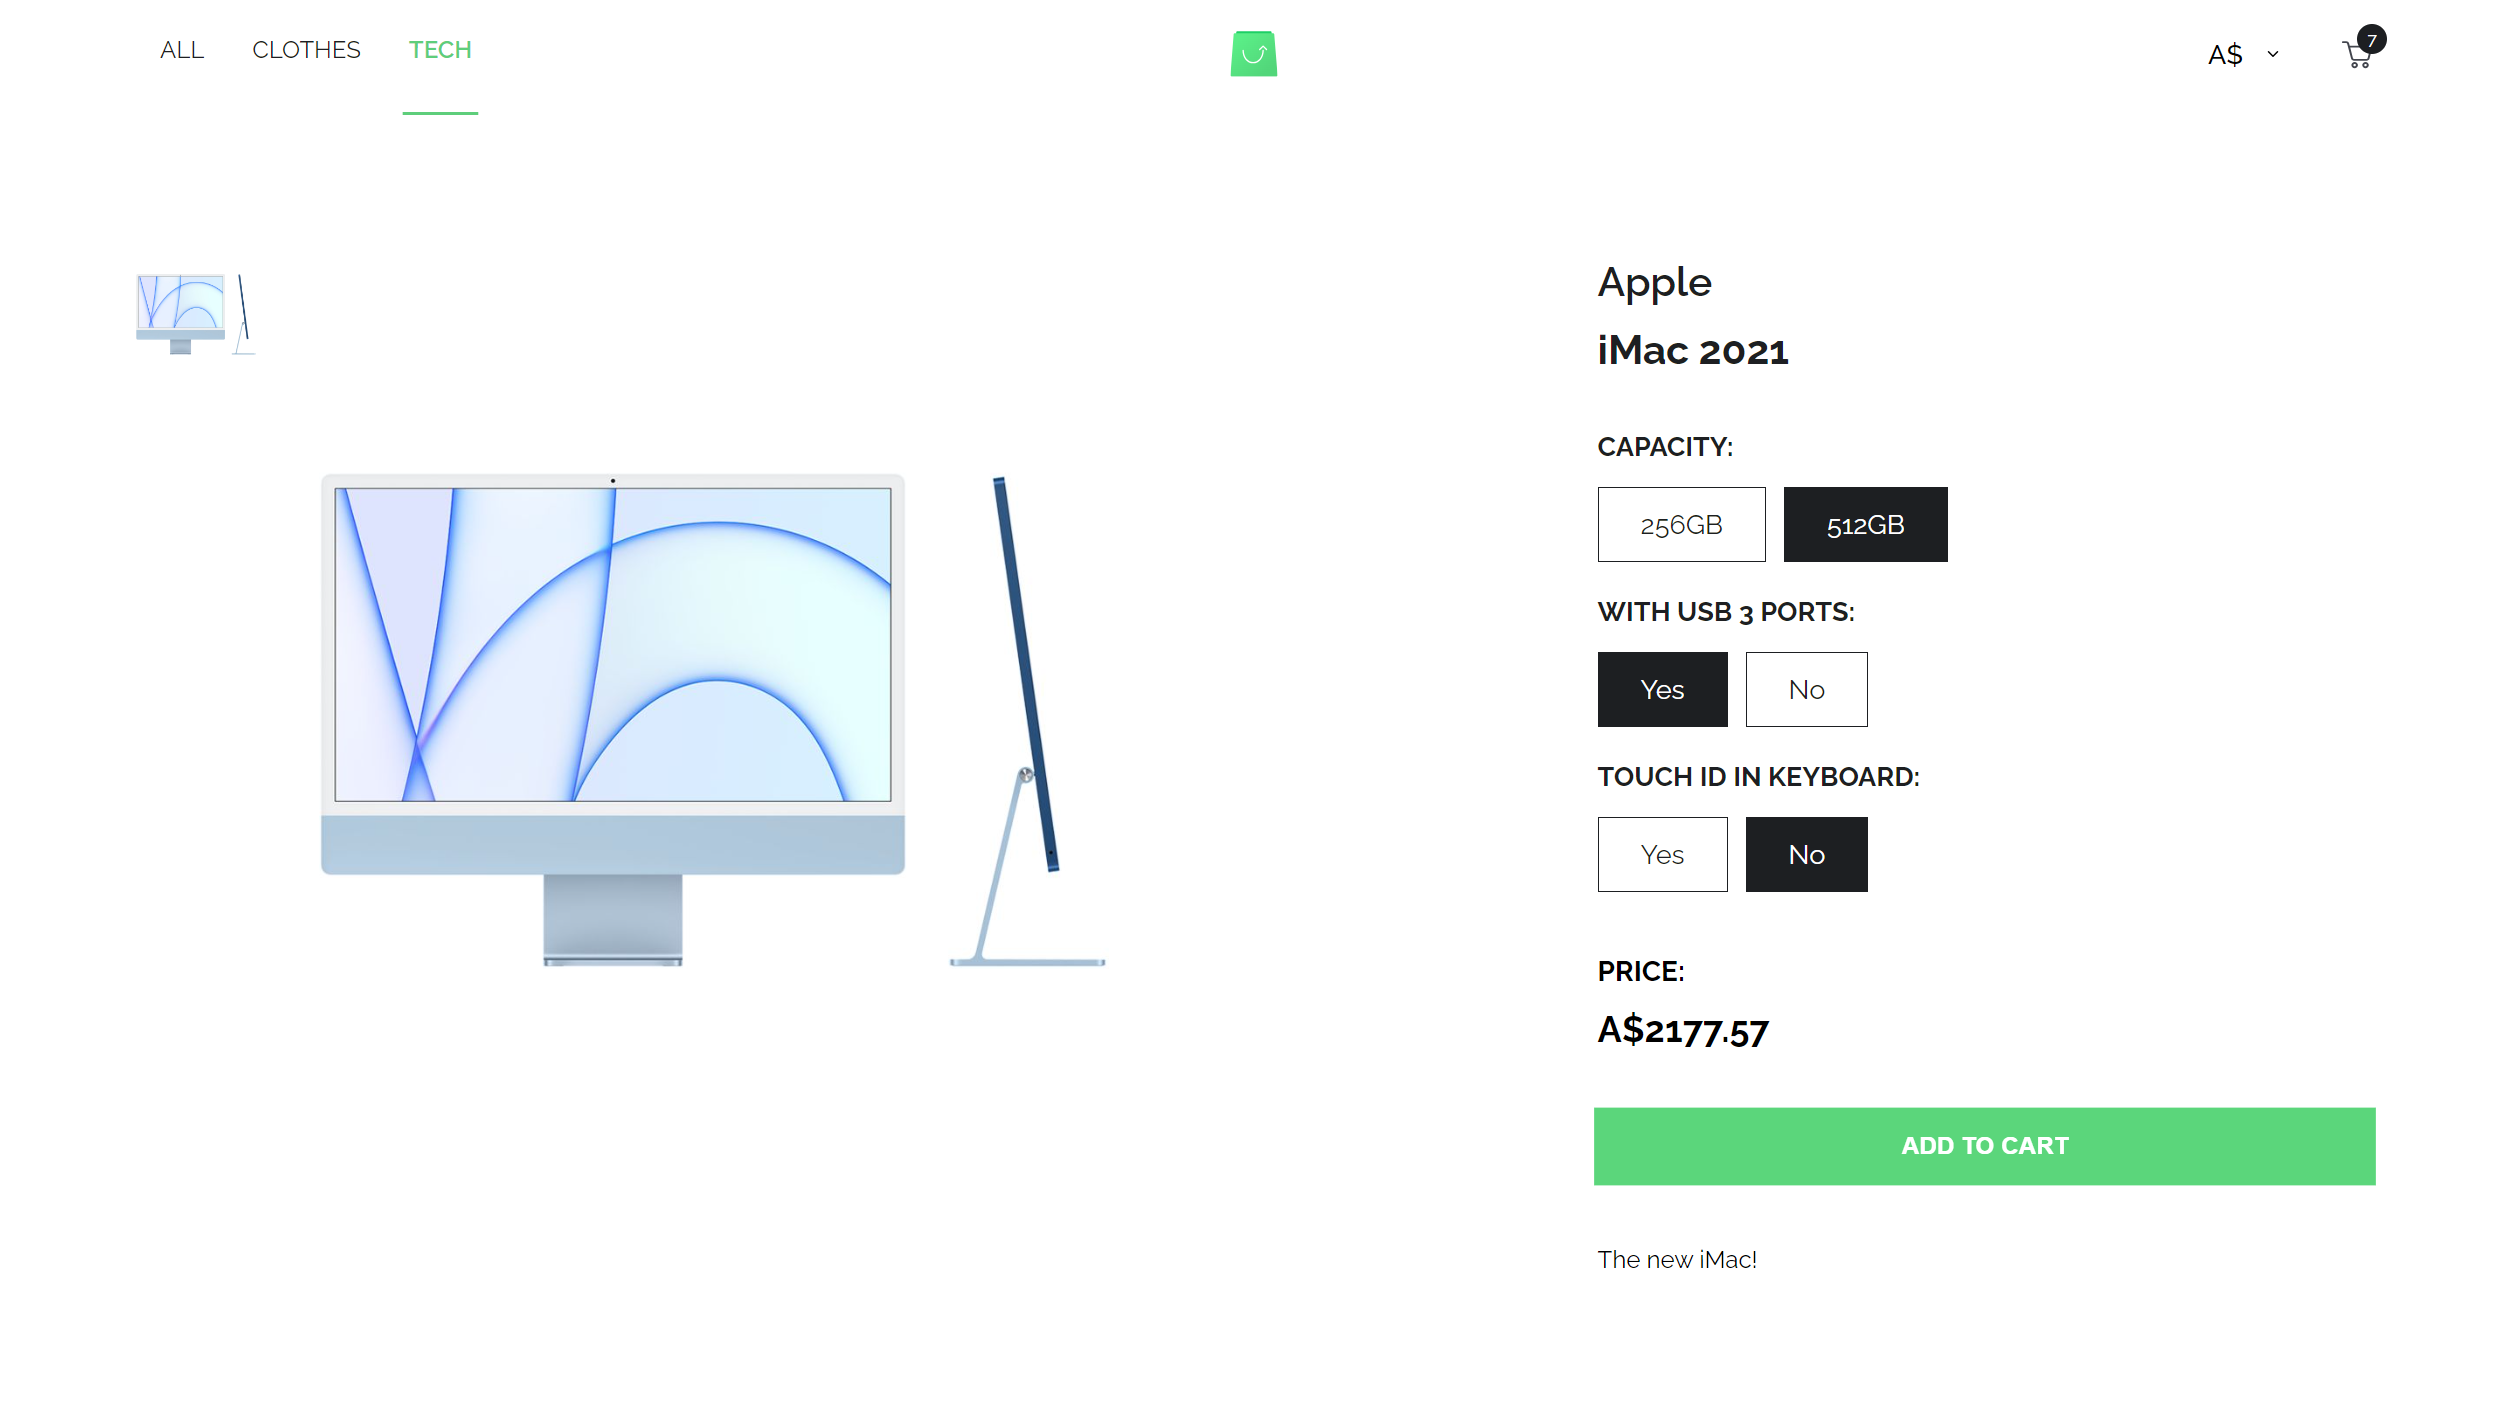 ALL CLOTHES TECH A$ 7
Apple
iMac 2021
CAPACITY:
256GB 512GB
WITH USB 3 PORTS:
Yes No
TOUCH ID IN KEYBOARD:
Yes No
PRICE:
A$2177.57
ADD TO CART
The new iMac!